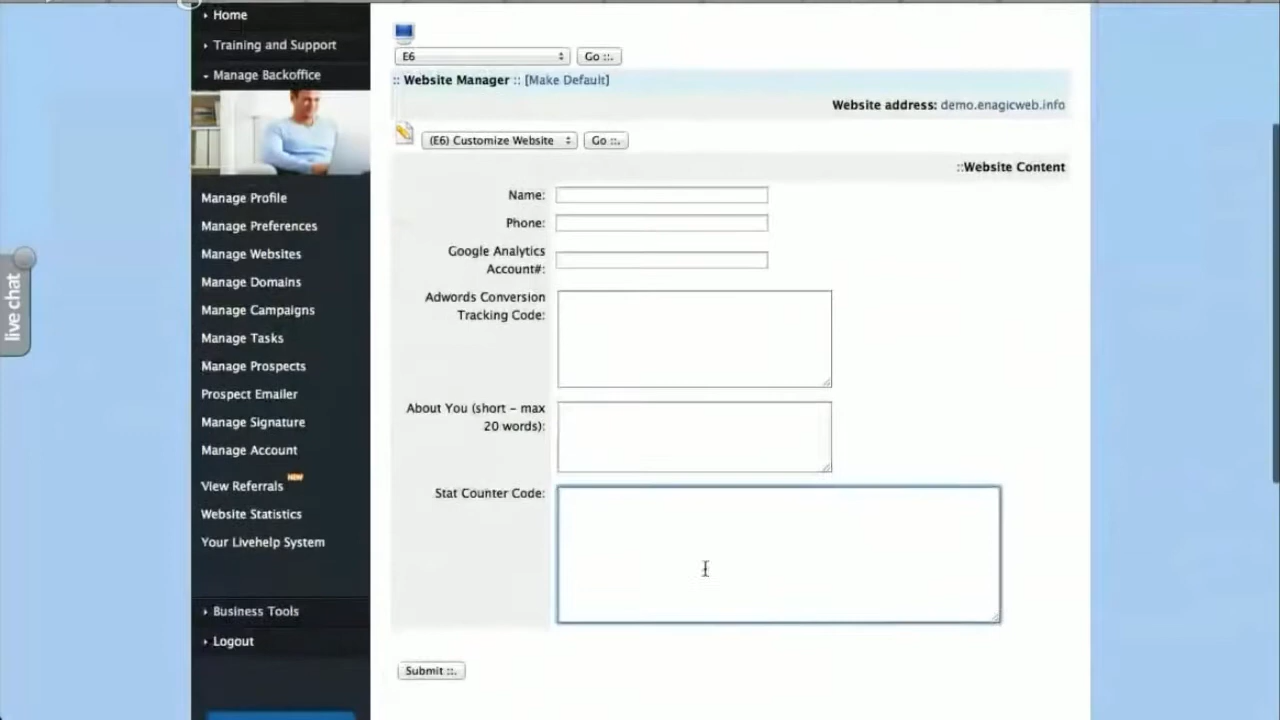 Home
Training and Support
Manage Backoffice
Manage Profile
Manage Preferences
Manage Websites
Manage Domains
Manage Campaigns
Manage Tasks
Manage Prospects
Prospect Emailer
Manage Signature
Manage Account
View Referrals NEW
Website Statistics
Your Livehelp System
Business Tools
Logout
live chat
E6 Go ::.
:: Website Manager :: [Make Default]
Website address: demo.enagicweb.info
(E6) Customize Website Go ::.
::Website Content
Name:
Phone:
Google Analytics
Account#:
Adwords Conversion
Tracking Code:
About You (short - max
20 words):
Stat Counter Code:
Submit ::.